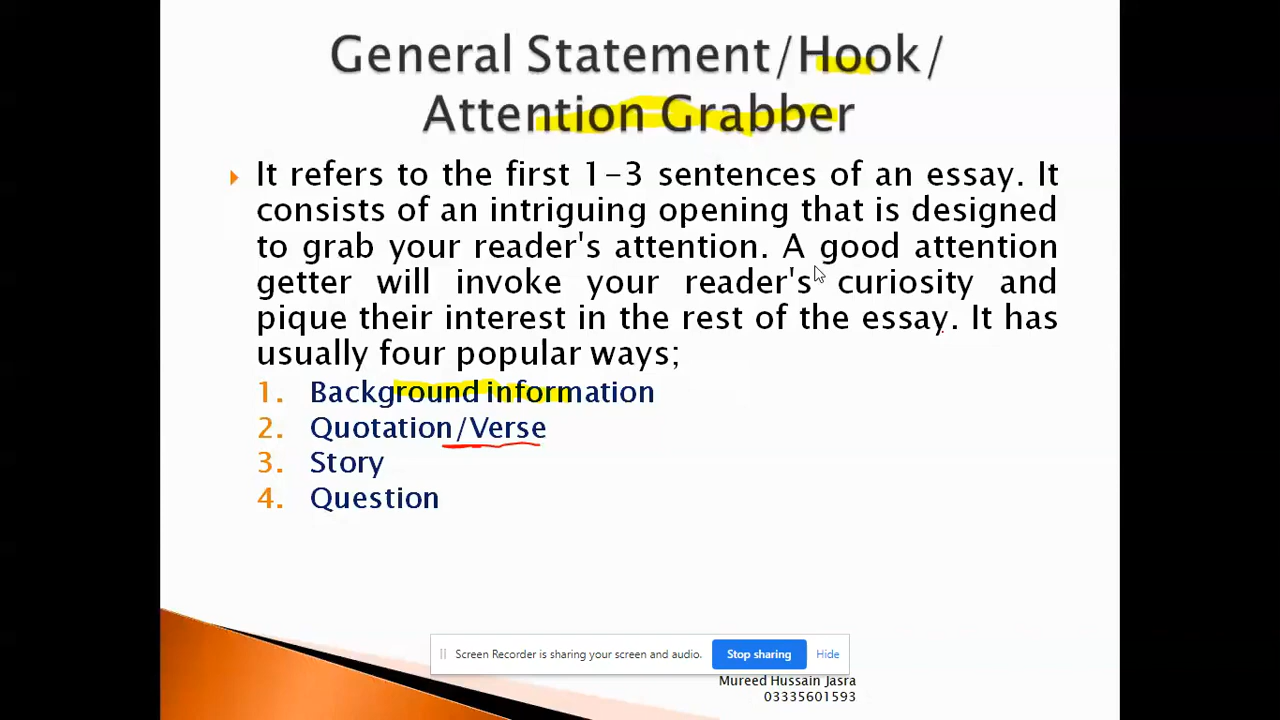 General Statement/Hook/
Attention Grabber
It refers to the first 1-3 sentences of an essay. It
consists of an intriguing opening that is designed
to grab your reader's attention. A good attention
getter will invoke your reader's curiosity and
pique their interest in the rest of the essay. It has
usually four popular ways;
1. Background information
2. Quotation/Verse
3. Story
4. Question
Screen Recorder is sharing your screen and audio. Stop sharing Hide
Mureed Hussain Jasra
03335601593